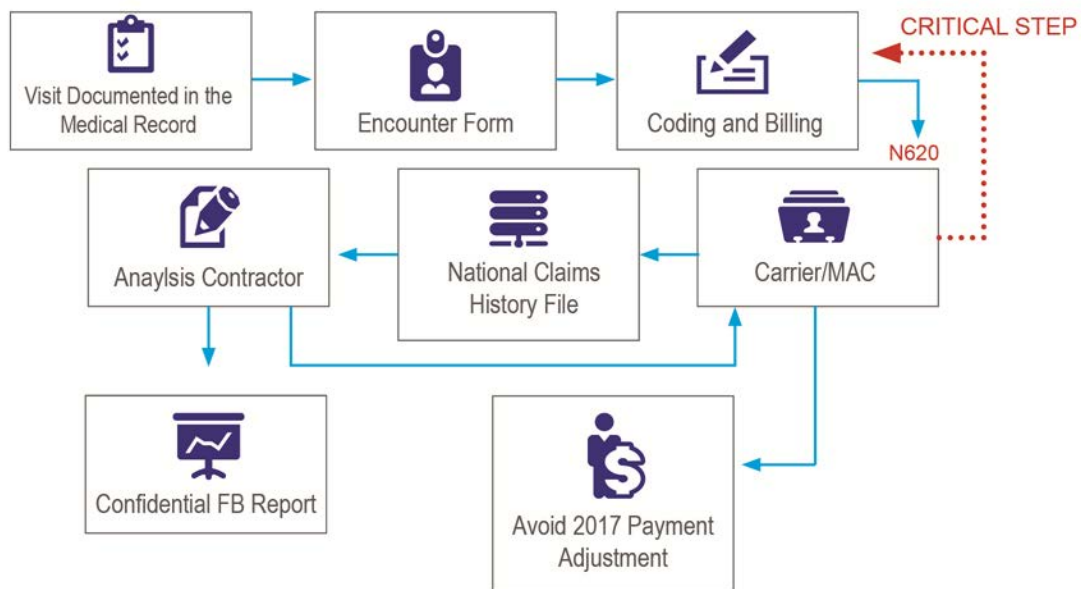 CRITICAL STEP
Visit Documented in the
Medical Record
Encounter Form
Coding and Billing
N620
Anaylsis Contractor
National Claims
History File
Carrier/MAC
Confidential FB Report
Avoid 2017 Payment
Adjustment